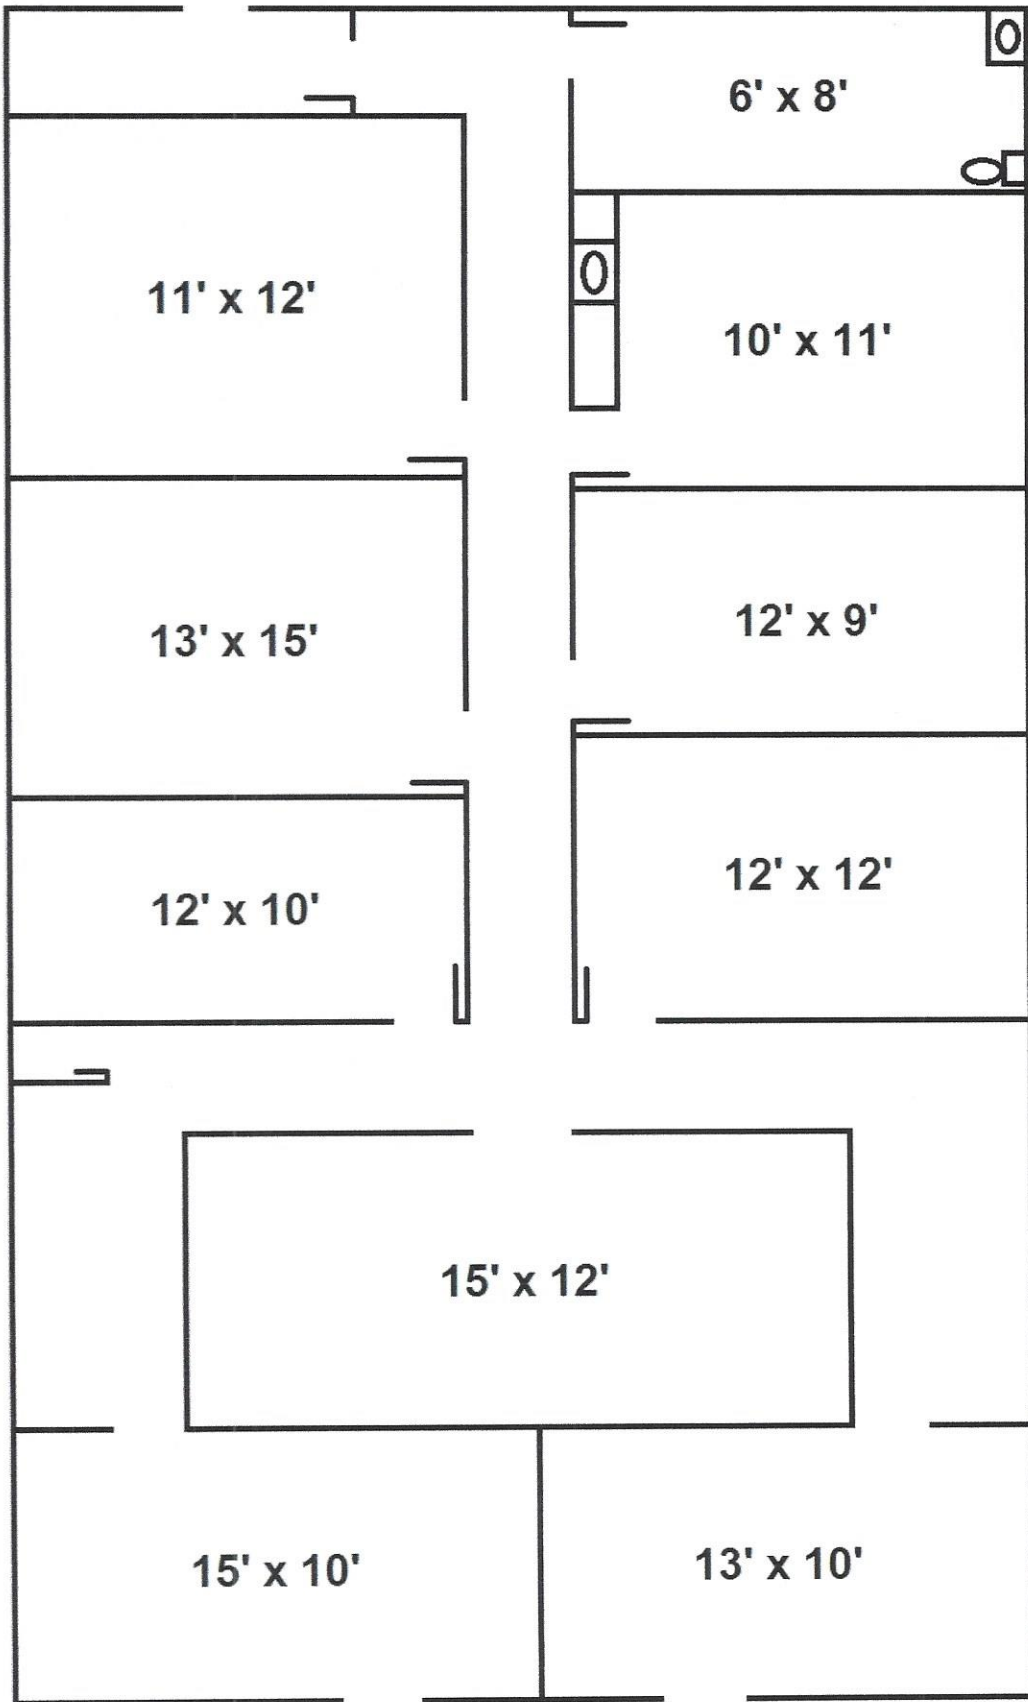 6' x 8'
11' x 12'
10' x 11'
12' x 9'
13' x 15'
12' x 12'
12' x 10'
15' x 12'
15' x 10'
13' x 10'